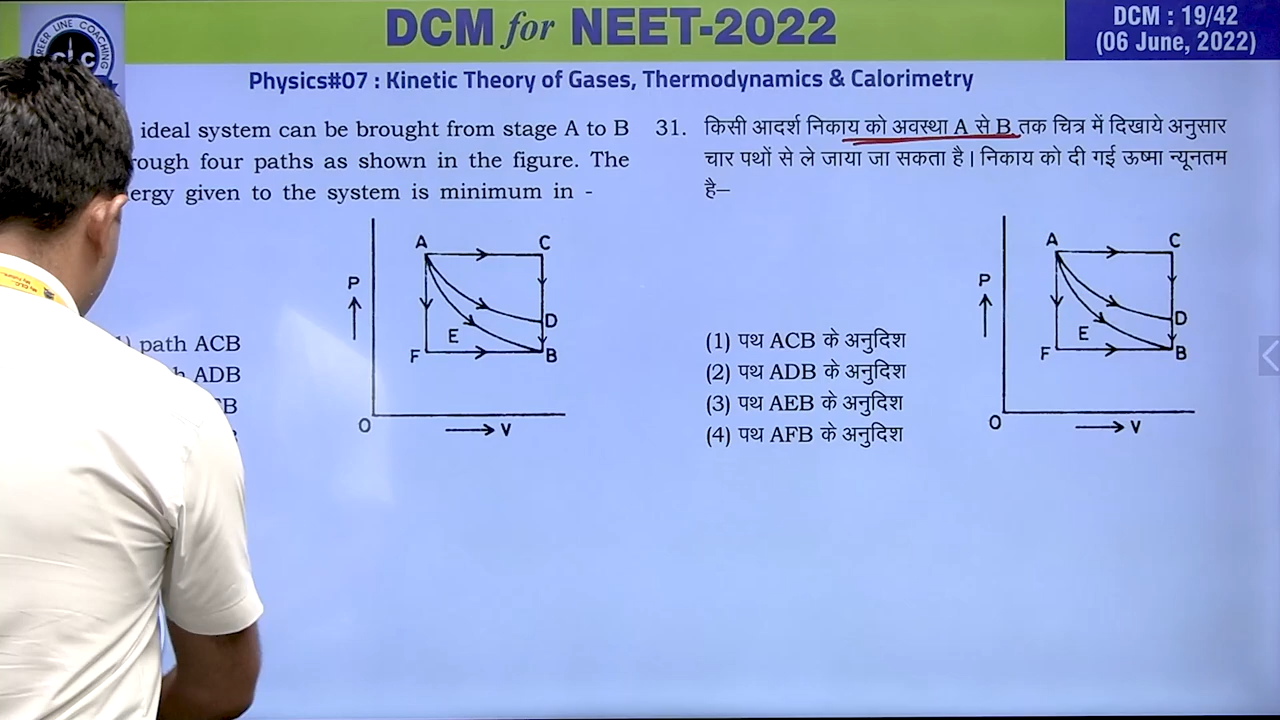 DCM for NEET-2022
DCM : 19/42
(06 June, 2022)
Physics#07 : Kinetic Theory of Gases, Thermodynamics & Calorimetry
ideal system can be brought from stage A to B
four paths as shown in the figure. The
given to the system is minimum in -
path ACB
ADB
A
C
P
D
E
F
B
O
V
31. किसी आदर्श निकाय को अवस्था A से B तक चित्र में दिखाये अनुसार
चार पथों से ले जाया जा सकता है। निकाय को दी गई ऊष्मा न्यूनतम
है–
(1) पथ ACB के अनुदिश
(2) पथ ADB के अनुदिश
(3) पथ AEB के अनुदिश
(4) पथ AFB के अनुदिश
A
C
P
D
E
F
B
O
V